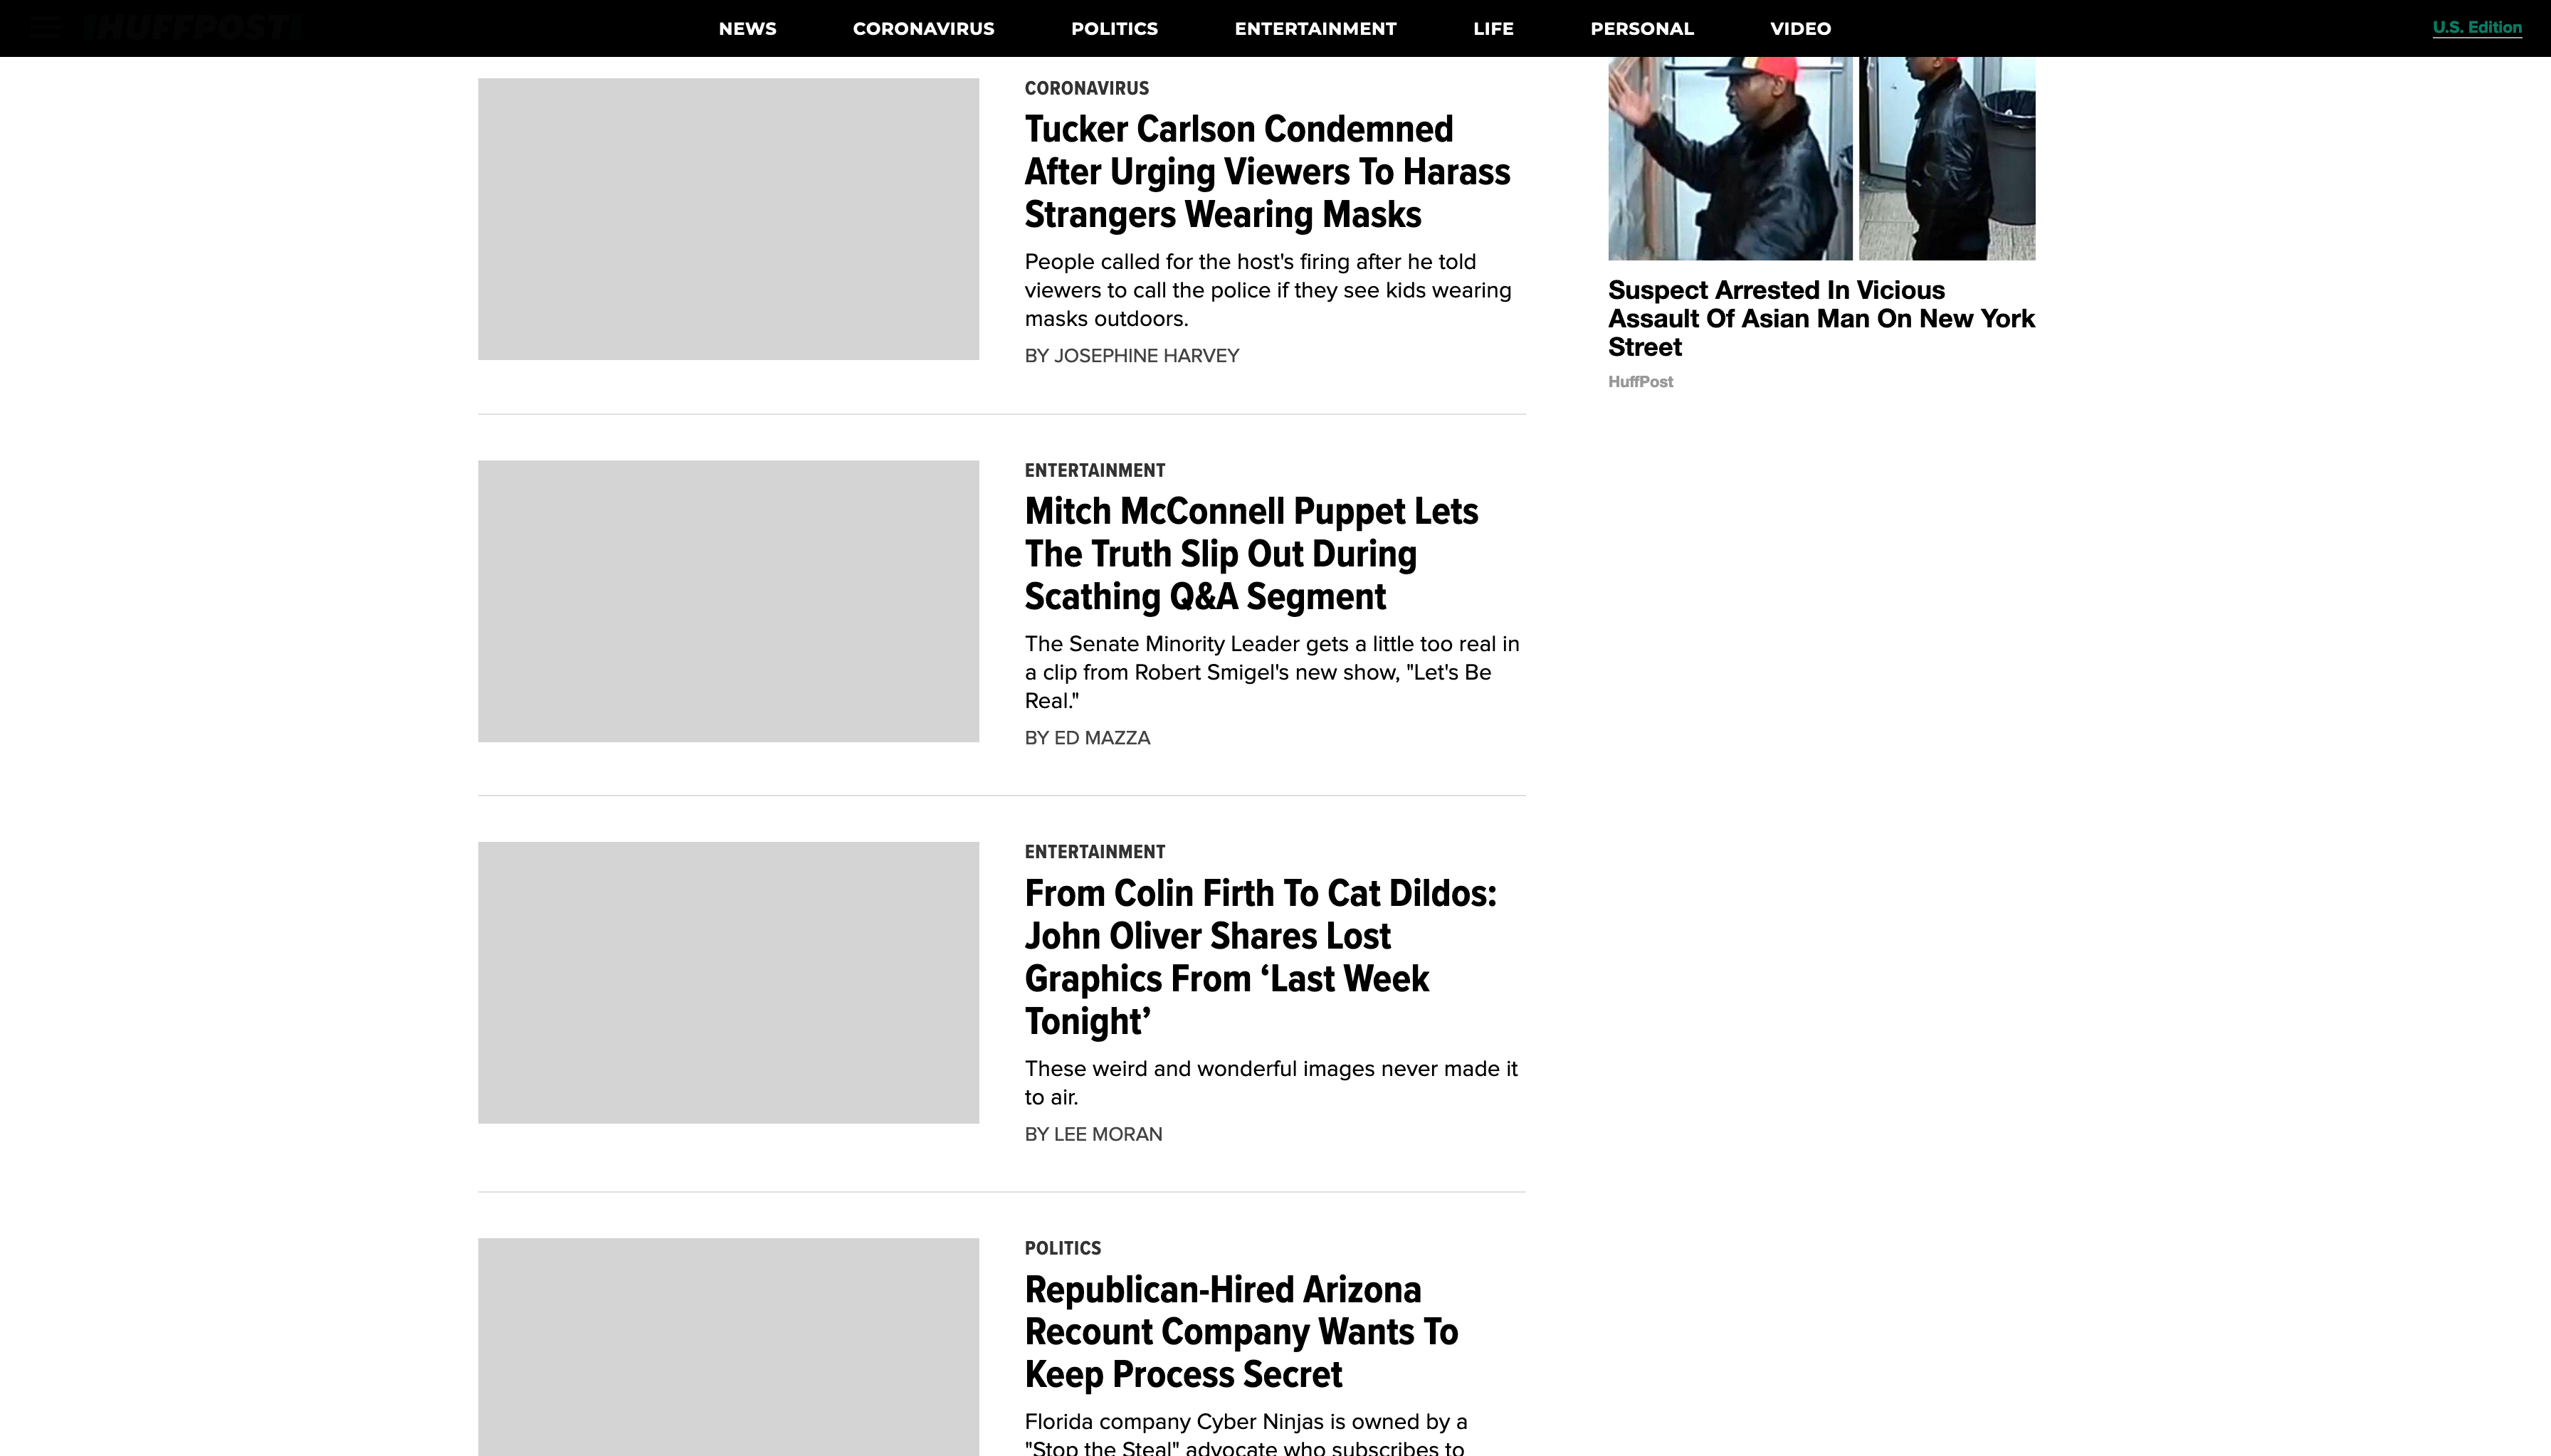 HUFFPOST
NEWS
CORONAVIRUS
POLITICS
ENTERTAINMENT
LIFE
PERSONAL
VIDEO
U.S. Edition
CORONAVIRUS
Tucker Carlson Condemned
After Urging Viewers To Harass
Strangers Wearing Masks
People called for the host's firing after he told
viewers to call the police if they see kids wearing
masks outdoors.
BY JOSEPHINE HARVEY
ENTERTAINMENT
Mitch McConnell Puppet Lets
The Truth Slip Out During
Scathing Q&A Segment
The Senate Minority Leader gets a little too real in
a clip from Robert Smigel's new show, "Let's Be
Real."
BY ED MAZZA
ENTERTAINMENT
From Colin Firth To Cat Dildos:
John Oliver Shares Lost
Graphics From ‘Last Week
Tonight’
These weird and wonderful images never made it
to air.
BY LEE MORAN
POLITICS
Republican-Hired Arizona
Recount Company Wants To
Keep Process Secret
Florida company Cyber Ninjas is owned by a
"Stop the Steal" advocate who subscribes to
Suspect Arrested In Vicious
Assault Of Asian Man On New York
Street
HuffPost